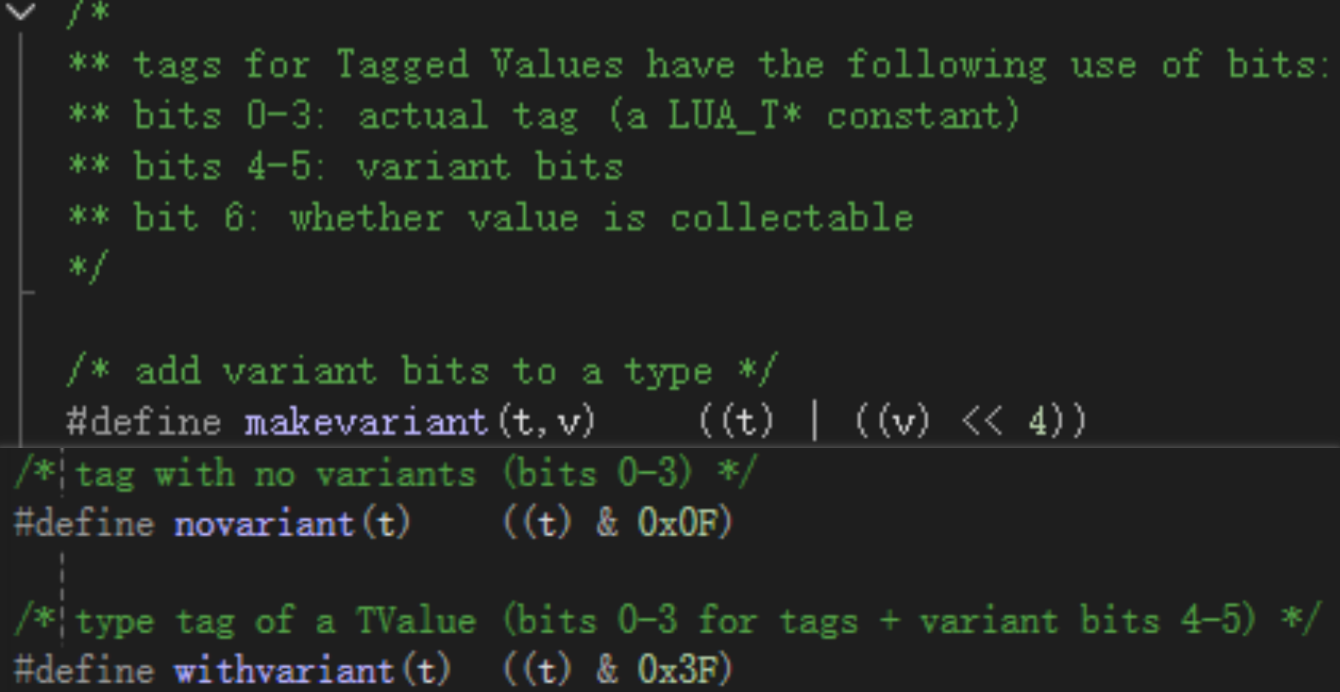 /*
** tags for Tagged Values have the following use of bits:
** bits 0-3: actual tag (a LUA_T* constant)
** bits 4-5: variant bits
** bit 6: whether value is collectable
*/
/* add variant bits to a type */
#define makevariant(t,v)    ((t) | ((v) << 4))
/* tag with no variants (bits 0-3) */
#define novariant(t)    ((t) & 0x0F)
/* type tag of a TValue (bits 0-3 for tags + variant bits 4-5) */
#define withvariant(t)  ((t) & 0x3F)